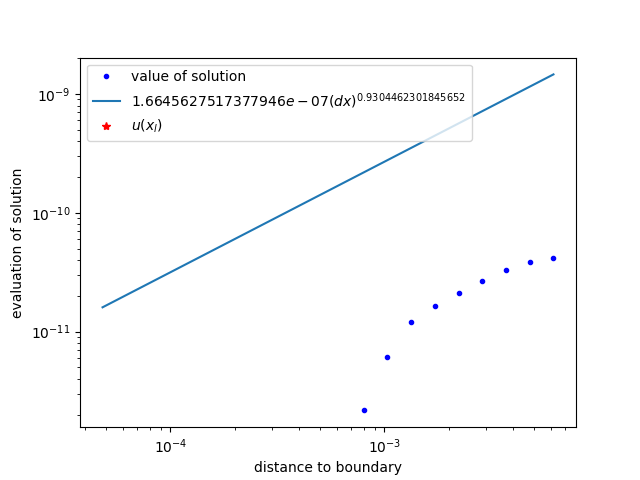 value of solution
1.6645627517377946e − 07(dx)^0.9304462301845652
u(x_l)
10^−9
10^−10
10^−11
evaluation of solution
10^−4
10^−3
distance to boundary